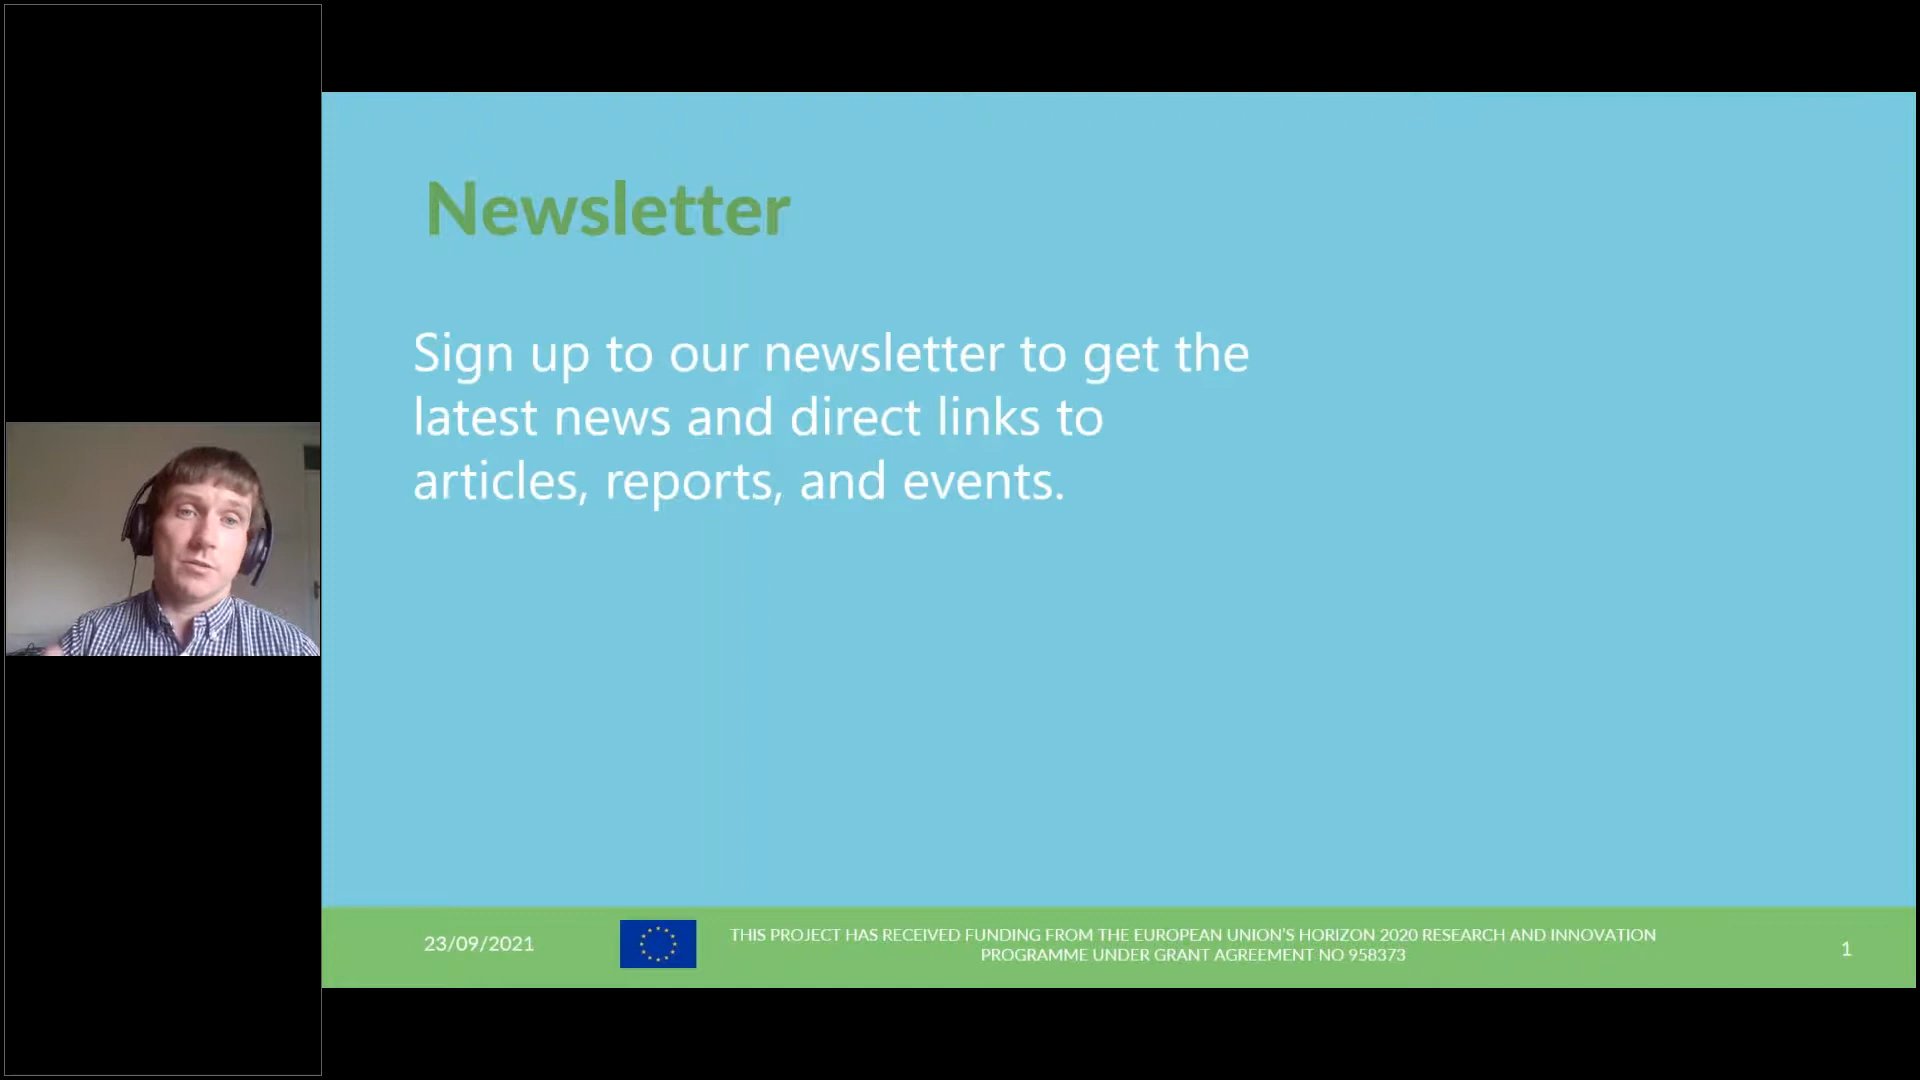 Newsletter
Sign up to our newsletter to get the
latest news and direct links to
articles, reports, and events.
23/09/2021
THIS PROJECT HAS RECEIVED FUNDING FROM THE EUROPEAN UNION'S HORIZON 2020 RESEARCH AND INNOVATION
PROGRAMME UNDER GRANT AGREEMENT NO 958373
1